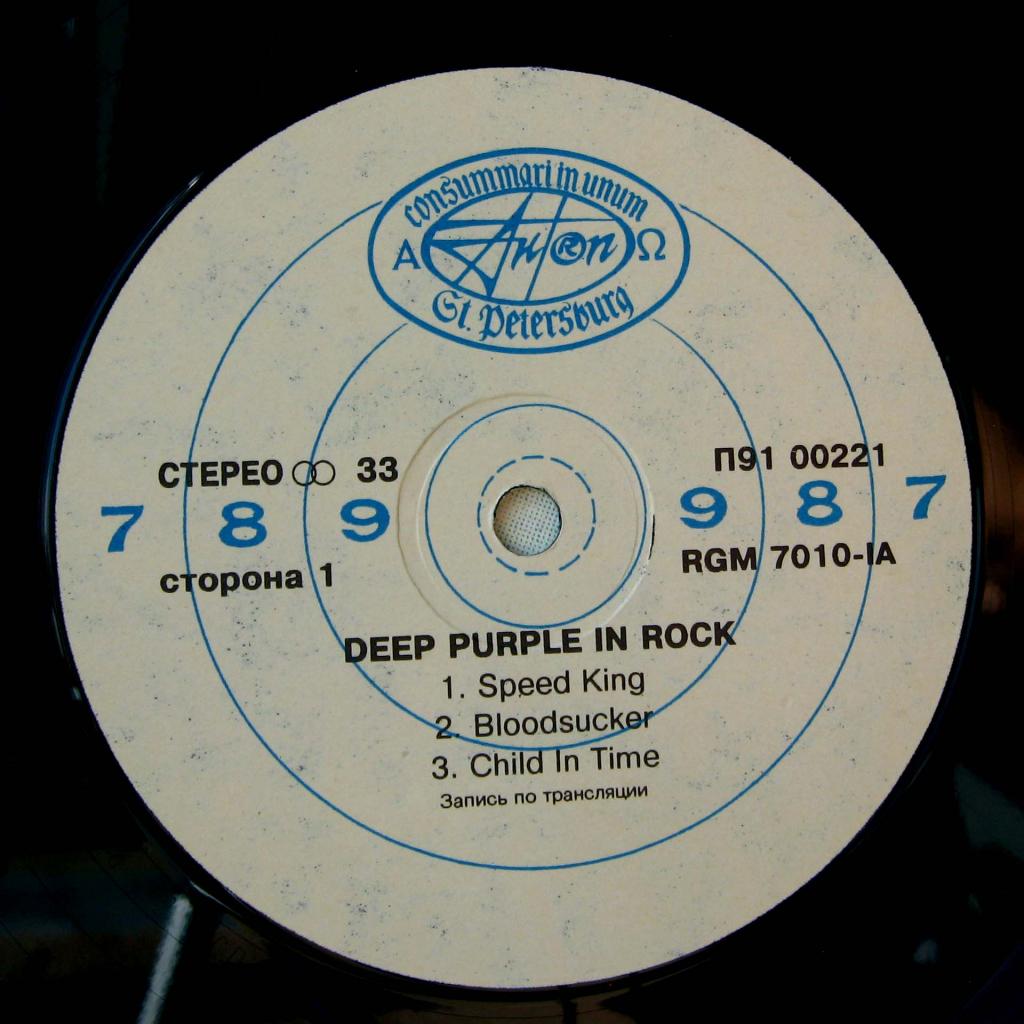 consummari in unum
Α AnTon ® Ω
St. Petersburg
СТЕРЕО 33
П91 00221
7 8 9 9 8 7
сторона 1
RGM 7010-IA
DEEP PURPLE IN ROCK
1. Speed King
2. Bloodsucker
3. Child In Time
Запись по трансляции